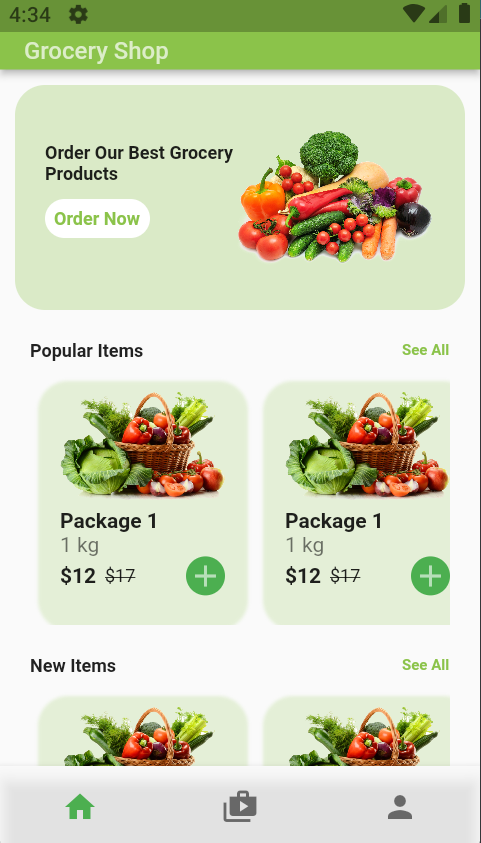 4:34
Grocery Shop
Order Our Best Grocery
Products
Order Now
Popular Items
See All
Package 1
1 kg
$12 $17
Package 1
1 kg
$12 $17
New Items
See All